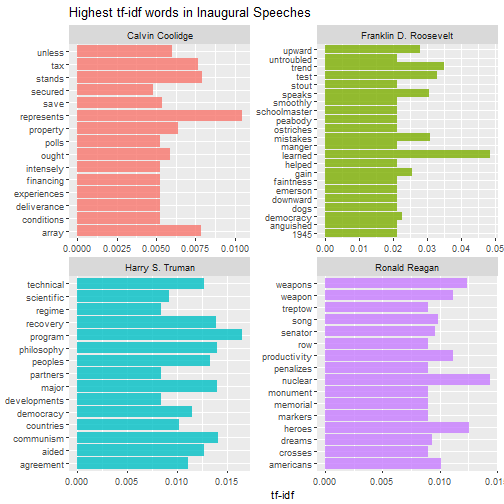 Highest tf-idf words in Inaugural Speeches
Calvin Coolidge
unless
tax
stands
secured
save
represents
property
polls
ought
intensely
financing
experiences
deliverance
conditions
array
0.0000 0.0025 0.0050 0.0075 0.0100
Franklin D. Roosevelt
upward
untroubled
trend
test
stout
speaks
smoothly
schoolmaster
peabody
ostriches
mistakes
manger
learned
helped
gain
faintness
emerson
downward
dogs
democracy
anguished
1945
0.00 0.01 0.02 0.03 0.04 0.05
Harry S. Truman
technical
scientific
regime
recovery
program
philosophy
peoples
partners
major
developments
democracy
countries
communism
aided
agreement
0.000 0.005 0.010 0.015
Ronald Reagan
weapons
weapon
treptow
song
senator
row
productivity
penalizes
nuclear
monument
memorial
markers
heroes
dreams
crosses
americans
0.000 0.005 0.010 0.015
tf-idf